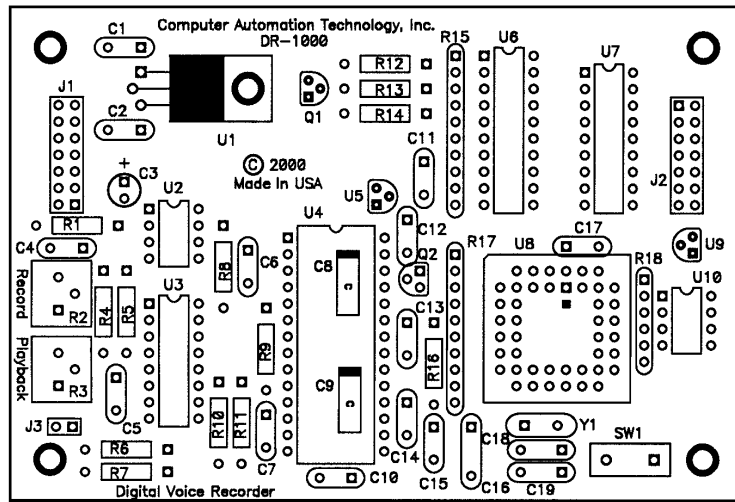 Computer Automation Technology, Inc.
DR-1000
C1
R15
U6
U7
R12
J1
R13
Q1
R14
C2
U1
C11
© 2000
Made In USA
C3
+
U2
U5
J2
R1
U4
C12
C17
U9
C4
R8
C6
C8
c
Q2
R17
U8
R18
U10
Record
R2
R4
R5
U3
C13
R9
R16
Playback
R3
C9
c
J3
C5
R10
R11
C7
C14
C15
C16
C18
Y1
SW1
R6
R7
C10
C19
Digital Voice Recorder